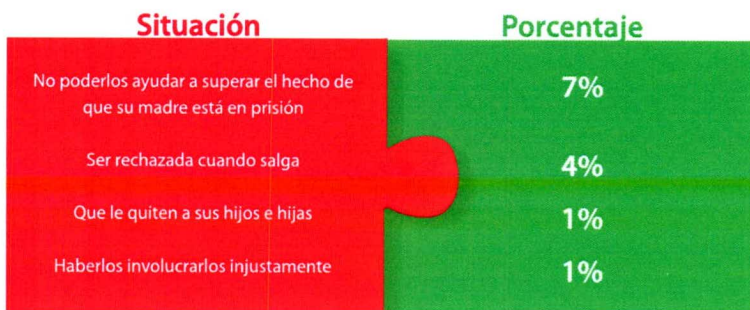 Situación Porcentaje
No poderlos ayudar a superar el hecho de
que su madre está en prisión
7%
Ser rechazada cuando salga 4%
Que le quiten a sus hijos e hijas 1%
Haberlos involucrarlos injustamente 1%